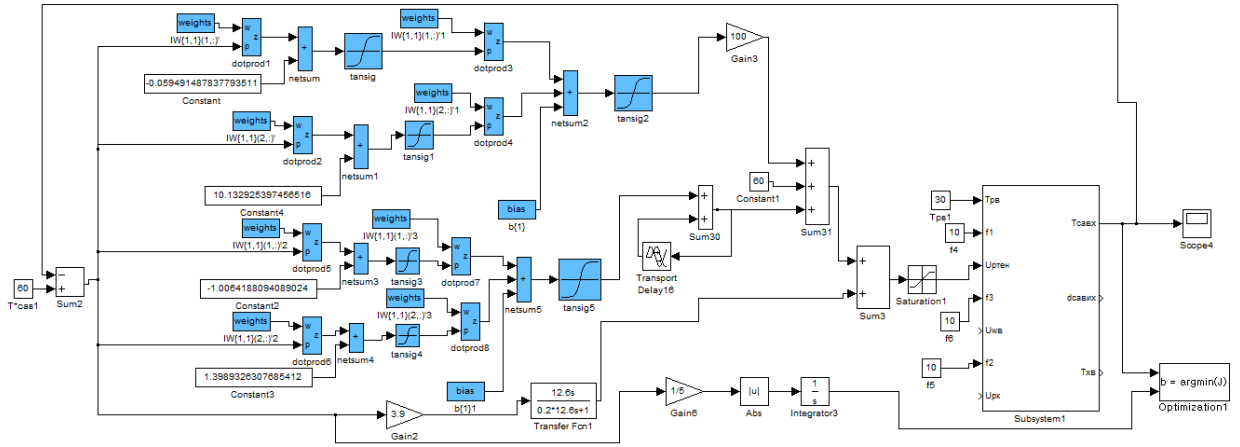 weights
w
z
p
IW{1,1}(1,:)'
dotprod1
+
netsum
tansig
weights
IW{1,1}(1,:)'1
w
z
p
dotprod3
-0.059491487837793511
Constant
weights
IW{1,1}(2,:)'
w
z
p
dotprod2
+
netsum1
tansig1
weights
IW{1,1}(2,:)'1
w
z
p
dotprod4
+
netsum2
tansig2
100
Gain3
10.132925397456516
Constant4
bias
b{1}
60
Constant1
+
+
+
Sum31
+
+
Sum30
Transport
Delay16
weights
IW{1,1}(1,:)'2
w
z
p
dotprod5
+
netsum3
tansig3
weights
IW{1,1}(1,:)'3
w
z
p
dotprod7
+
netsum5
tansig5
60
T*сав1
−
+
Sum2
-1.0064188094089024
Constant2
weights
IW{1,1}(2,:)'2
w
z
p
dotprod6
+
netsum4
tansig4
weights
IW{1,1}(2,:)'3
w
z
p
dotprod8
1.3989326307685412
Constant3
bias
b{1}1
3.9
Gain2
12.6s
0.2*12.6s+1
Transfer Fcn1
1/5
Gain6
|u|
Abs
1
s
Integrator3
+
+
Sum3
Saturation1
30
Tрв1
10
f4
10
f6
10
f5
Tрв
f1
Uртен
f3
Uwв
f2
Uрк
Tсавх
dсавих
Tхв
Subsystem1
Scope4
b = argmin(J)
Optimization1